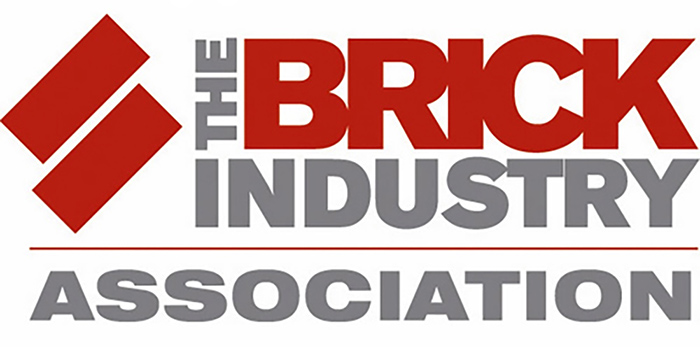 THE BRICK
INDUSTRY
ASSOCIATION